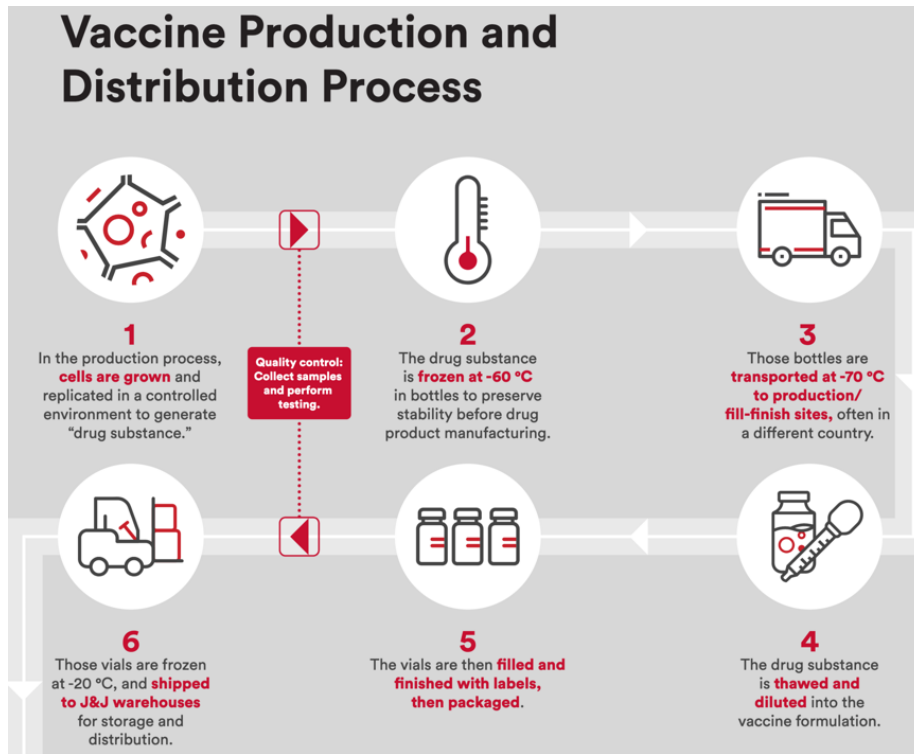 Vaccine Production and
Distribution Process
1
In the production process,
cells are grown and
replicated in a controlled
environment to generate
“drug substance.”
Quality control:
Collect samples
and perform
testing.
2
The drug substance
is frozen at -60 °C
in bottles to preserve
stability before drug
product manufacturing.
3
Those bottles are
transported at -70 °C
to production/
fill-finish sites, often in
a different country.
4
The drug substance
is thawed and
diluted into the
vaccine formulation.
5
The vials are then filled and
finished with labels,
then packaged.
6
Those vials are frozen
at -20 °C, and shipped
to J&J warehouses
for storage and
distribution.